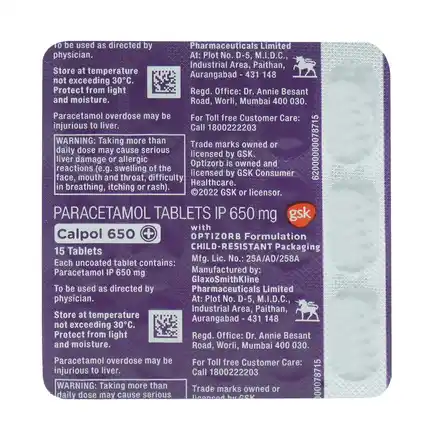 To be used as directed by
physician.
Store at temperature
not exceeding 30°C.
Protect from light
and moisture.
Paracetamol overdose may be
injurious to liver.
WARNING: Taking more than
daily dose may cause serious
liver damage or allergic
reactions (e.g. swelling of the
face, mouth and throat, difficulty
in breathing, itching or rash).
Pharmaceuticals Limited
At: Plot No. D-5, M.I.D.C.,
Industrial Area, Paithan,
Aurangabad - 431 148
Regd. Office: Dr. Annie Besant
Road, Worli, Mumbai 400 030.
For Toll free Customer Care:
Call 1800222203
Trade marks owned or
licensed by GSK.
Optizorb is owned and
licensed by GSK Consumer
Healthcare.
©2022 GSK or licensor.
62000000078715
PARACETAMOL TABLETS IP 650 mg
gsk
Calpol 650
15 Tablets
Each uncoated tablet contains:
Paracetamol IP 650 mg
To be used as directed by
physician.
Store at temperature
not exceeding 30°C.
Protect from light
and moisture.
Paracetamol overdose may be
injurious to liver.
WARNING: Taking more than
daily dose may cause serious
with
OPTIZORB Formulation
CHILD-RESISTANT Packaging
Mfg. Lic. No.: 25A/AD/258A
Manufactured by:
GlaxoSmithKline
Pharmaceuticals Limited
At: Plot No. D-5, M.I.D.C.,
Industrial Area, Paithan,
Aurangabad - 431 148
Regd. Office: Dr. Annie Besant
Road, Worli, Mumbai 400 030.
For Toll free Customer Care:
Call 1800222203
Trade marks owned or
licensed by GSK.